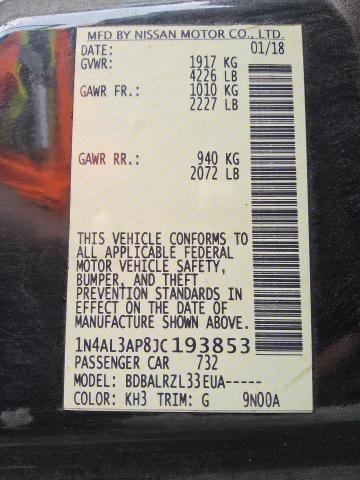 MFD BY NISSAN MOTOR CO., LTD.
DATE: 01/18
GVWR: 1917 KG
4226 LB
GAWR FR.: 1010 KG
2227 LB
GAWR RR.: 940 KG
2072 LB
THIS VEHICLE CONFORMS TO
ALL APPLICABLE FEDERAL
MOTOR VEHICLE SAFETY,
BUMPER, AND THEFT
PREVENTION STANDARDS IN
EFFECT ON THE DATE OF
MANUFACTURE SHOWN ABOVE.
1N4AL3AP8JC193853
PASSENGER CAR 732
MODEL: BDBALRZL33EUA-----
COLOR: KH3 TRIM: G 9N00A